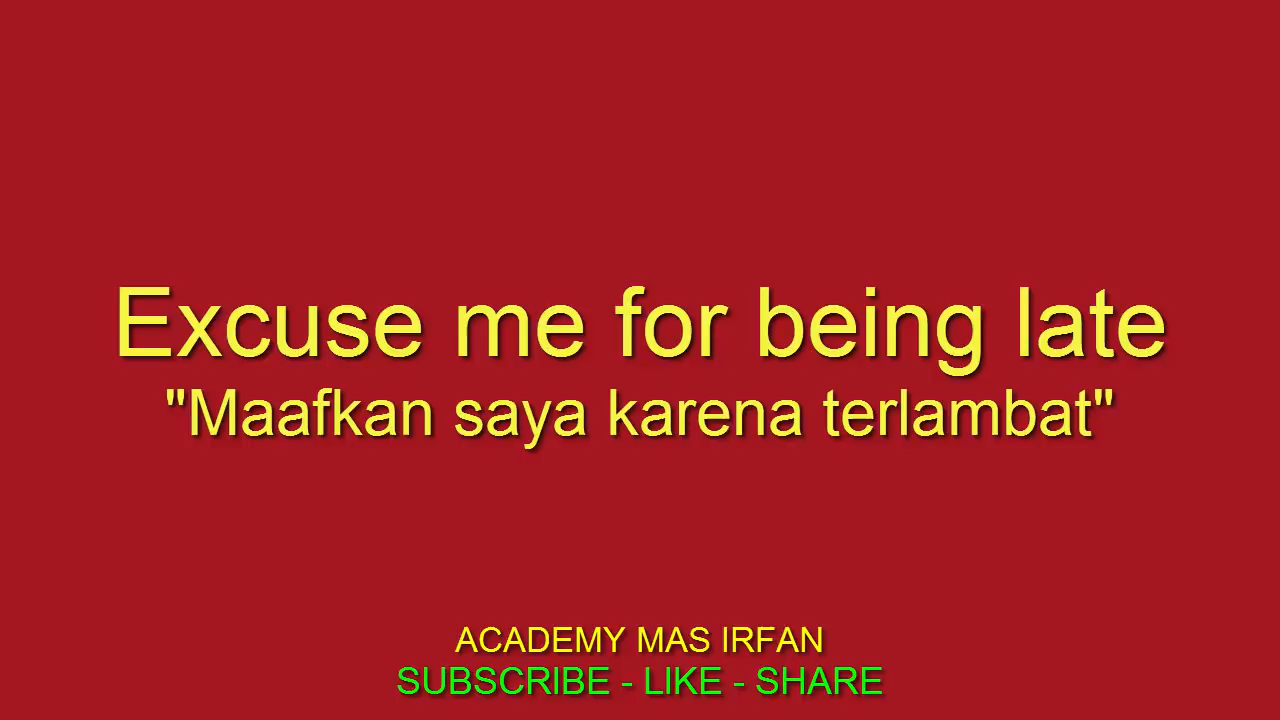 Excuse me for being late
"Maafkan saya karena terlambat"
ACADEMY MAS IRFAN
SUBSCRIBE - LIKE - SHARE